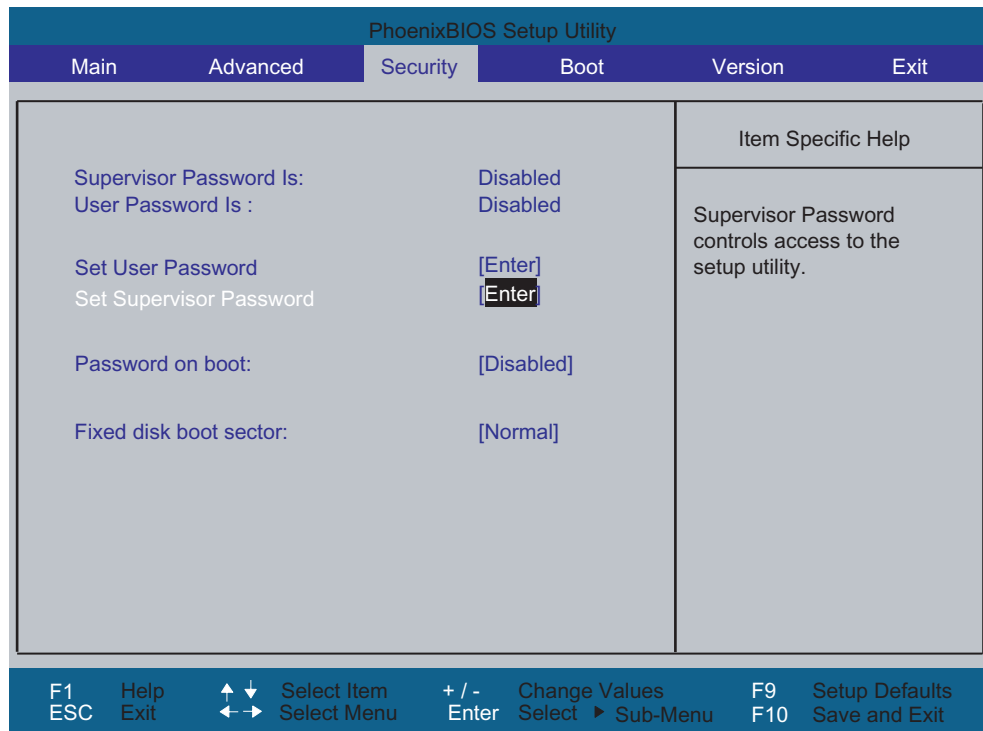 PhoenixBIOS Setup Utility
Main Advanced Security Boot Version Exit
Item Specific Help
Supervisor Password Is: Disabled
User Password Is : Disabled
Supervisor Password
controls access to the
setup utility.
Set User Password [Enter]
Set Supervisor Password [Enter]
Password on boot: [Disabled]
Fixed disk boot sector: [Normal]
F1 Help ↑ ↓ Select Item + / - Change Values F9 Setup Defaults
ESC Exit ← → Select Menu Enter Select ▶ Sub-Menu F10 Save and Exit